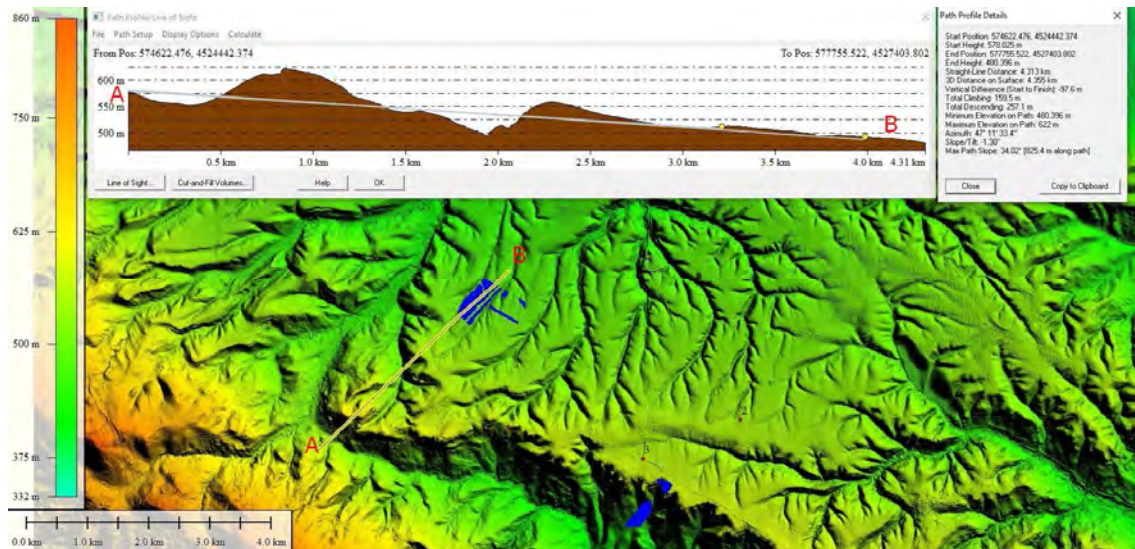 860 m
750 m
625 m
500 m
375 m
332 m
0.0 km 1.0 km 2.0 km 3.0 km 4.0 km
Path Profile/Line of Sight
File Path Setup Display Options Calculate
From Pos: 574622.476, 4524442.374 To Pos: 577755.522, 4527403.802
600 m
550 m
500 m
A
B
0.5 km 1.0 km 1.5 km 2.0 km 2.5 km 3.0 km 3.5 km 4.0 km 4.31 km
Line of Sight... Cut-and-Fill Volumes... Help OK
Path Profile Details
Start Position: 574622.476, 4524442.374
Start Height: 578.025 m
End Position: 577755.522, 4527403.802
End Height: 480.396 m
Straight-Line Distance: 4.313 km
3D Distance on Surface: 4.355 km
Vertical Difference (Start to Finish): -97.6 m
Total Climbing: 159.5 m
Total Descending: 257.1 m
Minimum Elevation on Path: 480.396 m
Maximum Elevation on Path: 622 m
Azimuth: 47° 11' 33.4"
Slope/Tilt: -1.30°
Max Path Slope: 34.02° [825.4 m along path]
Close Copy to Clipboard
B
A
2
3